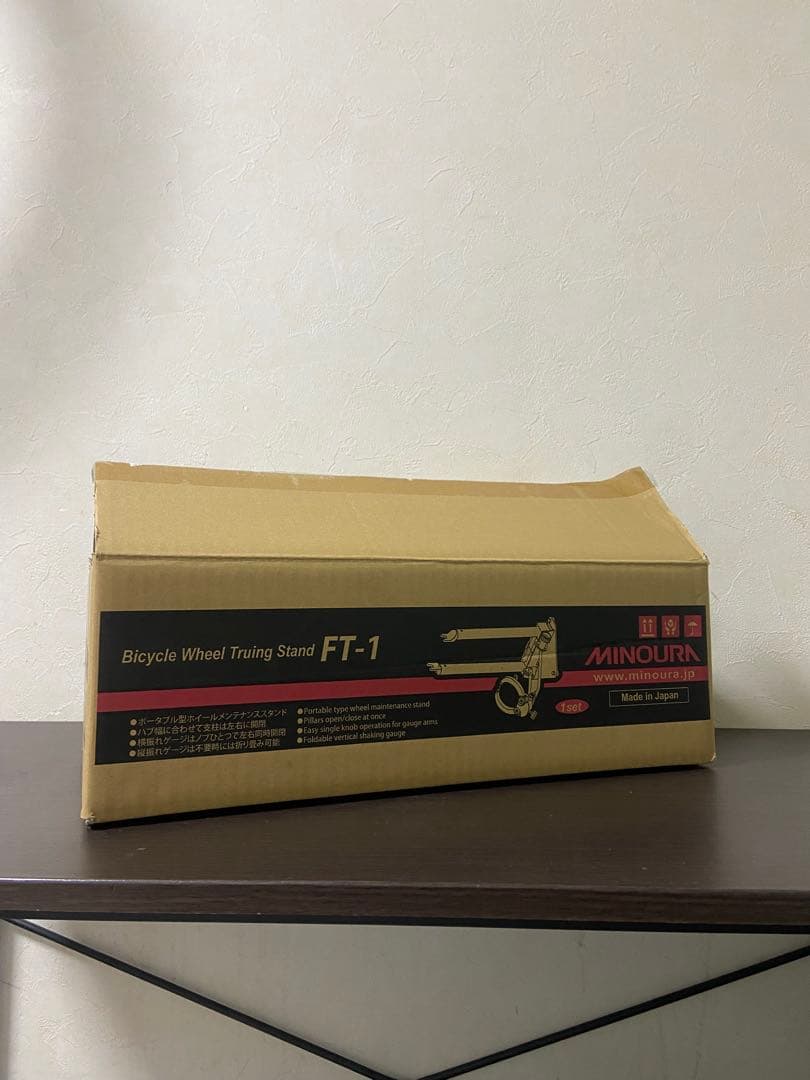 Bicycle Wheel Truing Stand FT-1
●ポータブル型ホイールメンテナンススタンド
●ハブ幅に合わせて支柱は左右に開閉
●横振れゲージはノブひとつで左右同時開閉
●縦振れゲージは不要時には折り畳み可能
●Portable type wheel maintenance stand
●Pillars open/close at once
●Easy single knob operation for gauge arms
●Foldable vertical shaking gauge
1set
MINOURA
www.minoura.jp
Made in Japan